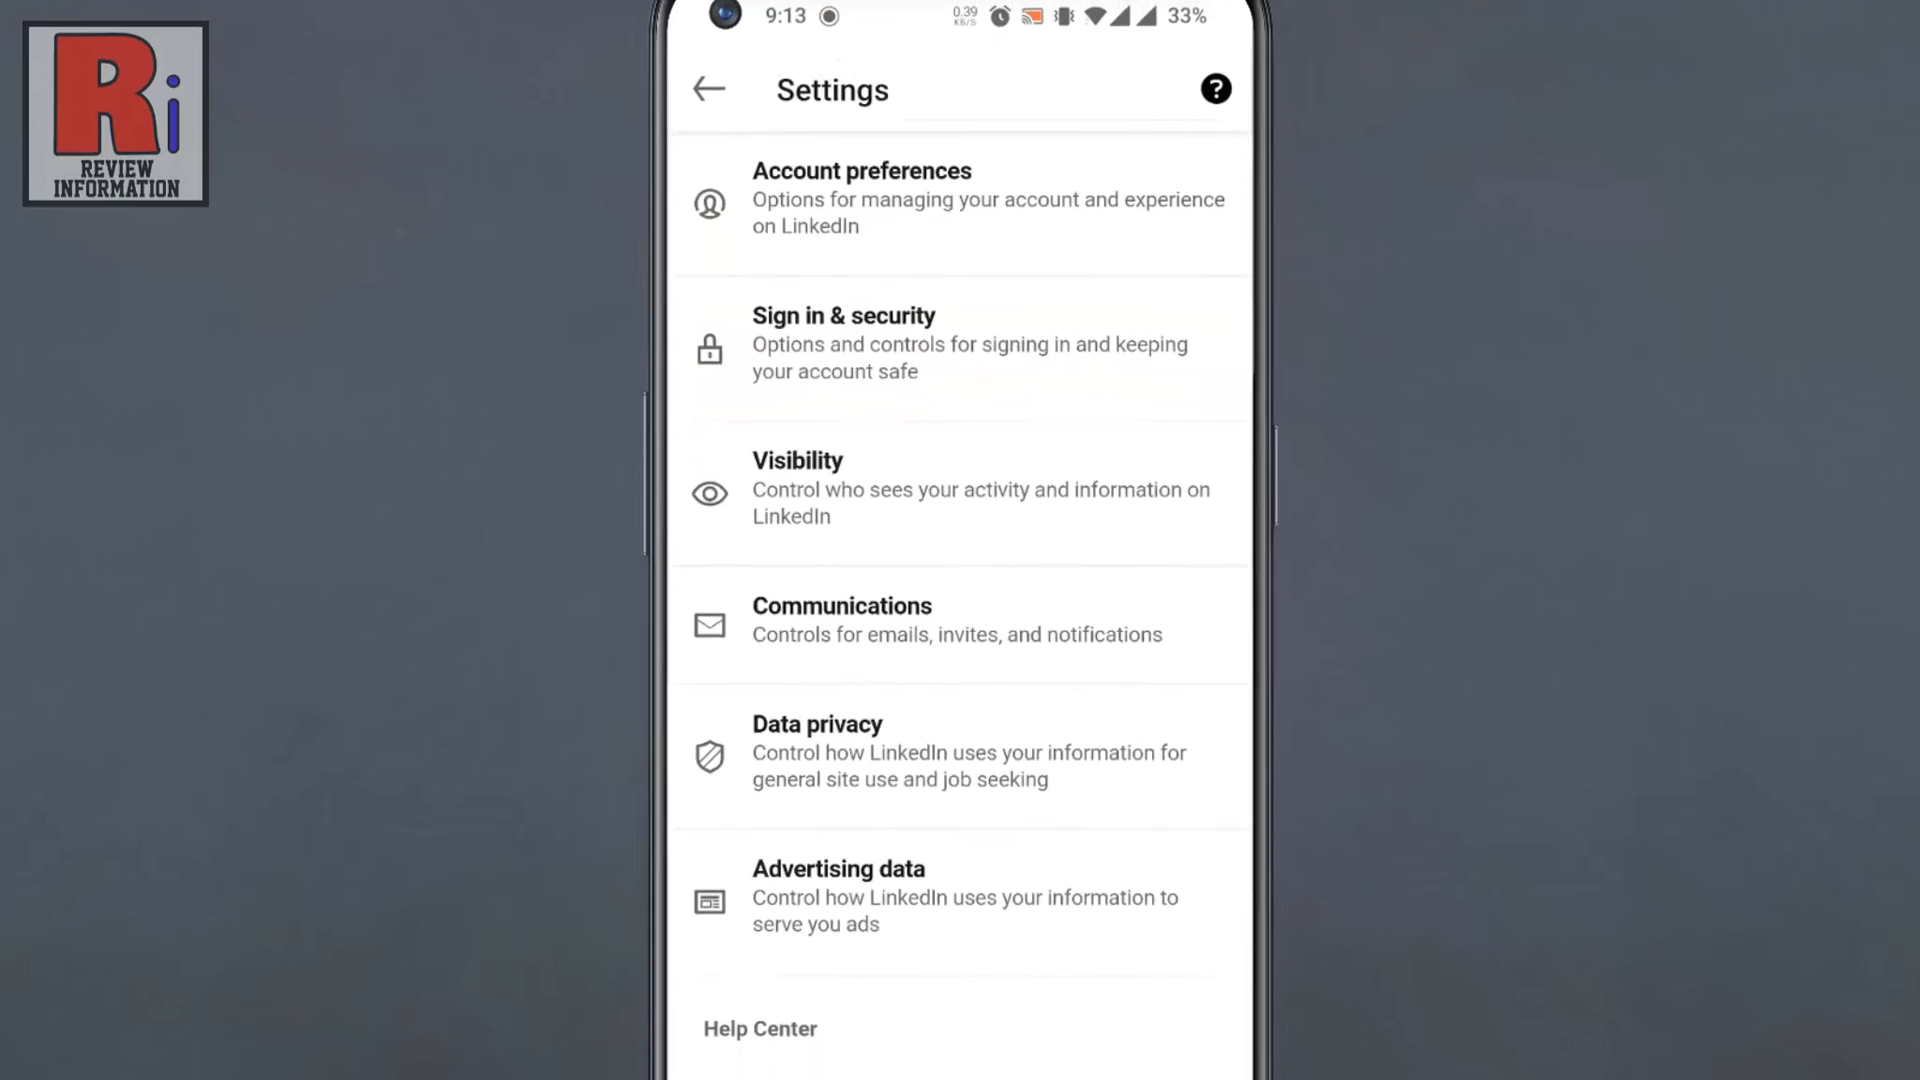 Ri
REVIEW
INFORMATION
9:13
0.39
KB/S
33%
Settings
?
Account preferences
Options for managing your account and experience
on LinkedIn
Sign in & security
Options and controls for signing in and keeping
your account safe
Visibility
Control who sees your activity and information on
LinkedIn
Communications
Controls for emails, invites, and notifications
Data privacy
Control how LinkedIn uses your information for
general site use and job seeking
Advertising data
Control how LinkedIn uses your information to
serve you ads
Help Center